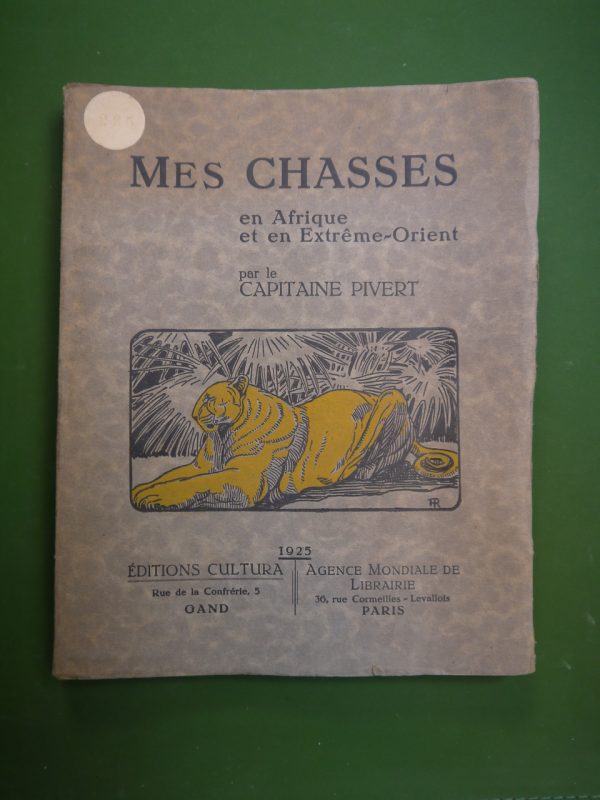 MES CHASSES
en Afrique
et en Extrême-Orient
par le
CAPITAINE PIVERT
1925
ÉDITIONS CULTURA
Rue de la Confrérie, 5
GAND
AGENCE MONDIALE DE
LIBRAIRIE
36, rue Cormeilles - Levallois
PARIS